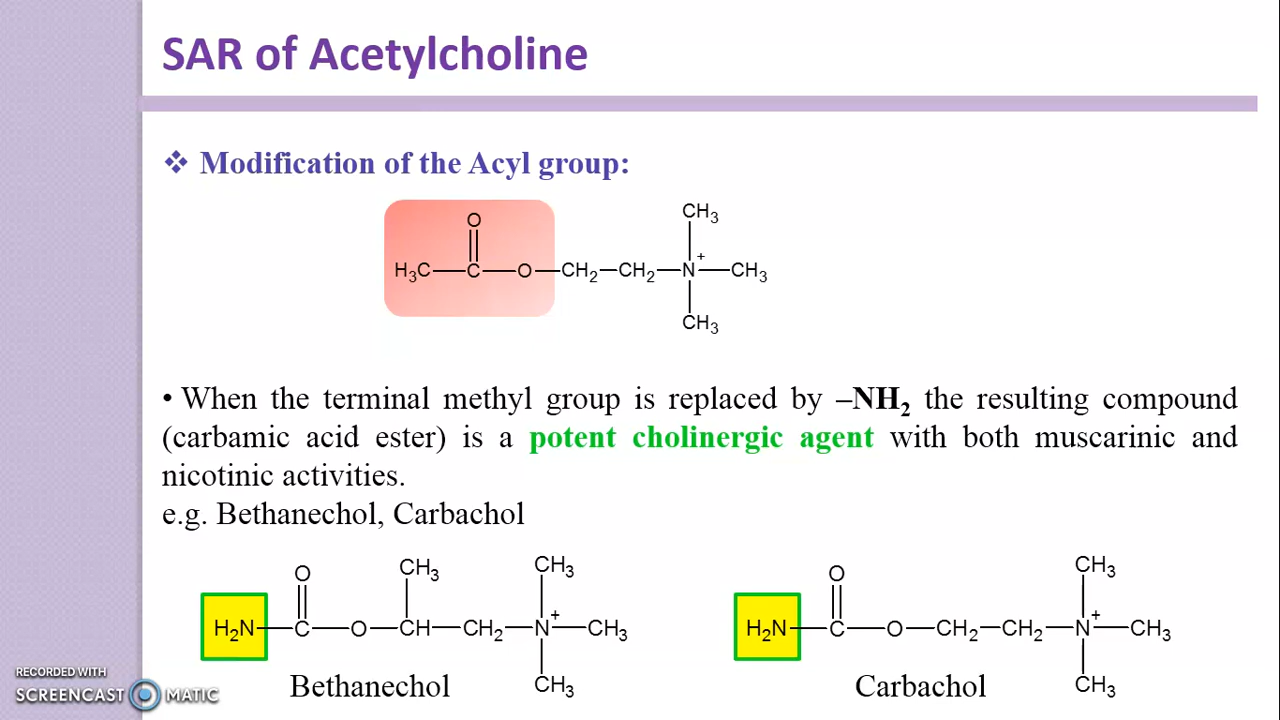 SAR of Acetylcholine
❖ Modification of the Acyl group:
O
CH₃
H₃C—C—O—CH₂—CH₂—N⁺—CH₃
CH₃
• When the terminal methyl group is replaced by –NH₂ the resulting compound
(carbamic acid ester) is a potent cholinergic agent with both muscarinic and
nicotinic activities.
e.g. Bethanechol, Carbachol
O CH₃ CH₃
H₂N—C—O—CH—CH₂—N⁺—CH₃
CH₃
Bethanechol
O CH₃
H₂N—C—O—CH₂—CH₂—N⁺—CH₃
CH₃
Carbachol
RECORDED WITH
SCREENCAST MATIC